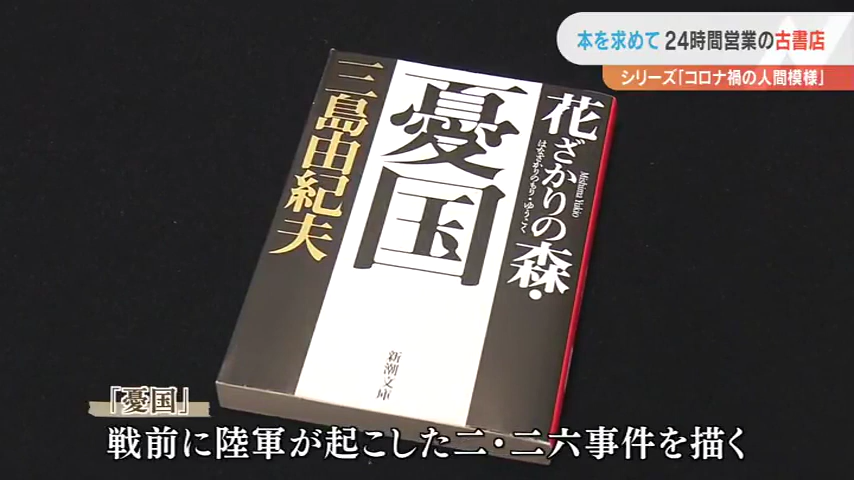 本を求めて 24時間営業の古書店
シリーズ「コロナ禍の人間模様」
花ざかりの森・
はなざかりのもり・ゆうこく
Mishima Yukio
憂国
三島由紀夫
新潮文庫
「憂国」
戦前に陸軍が起こした二・二六事件を描く